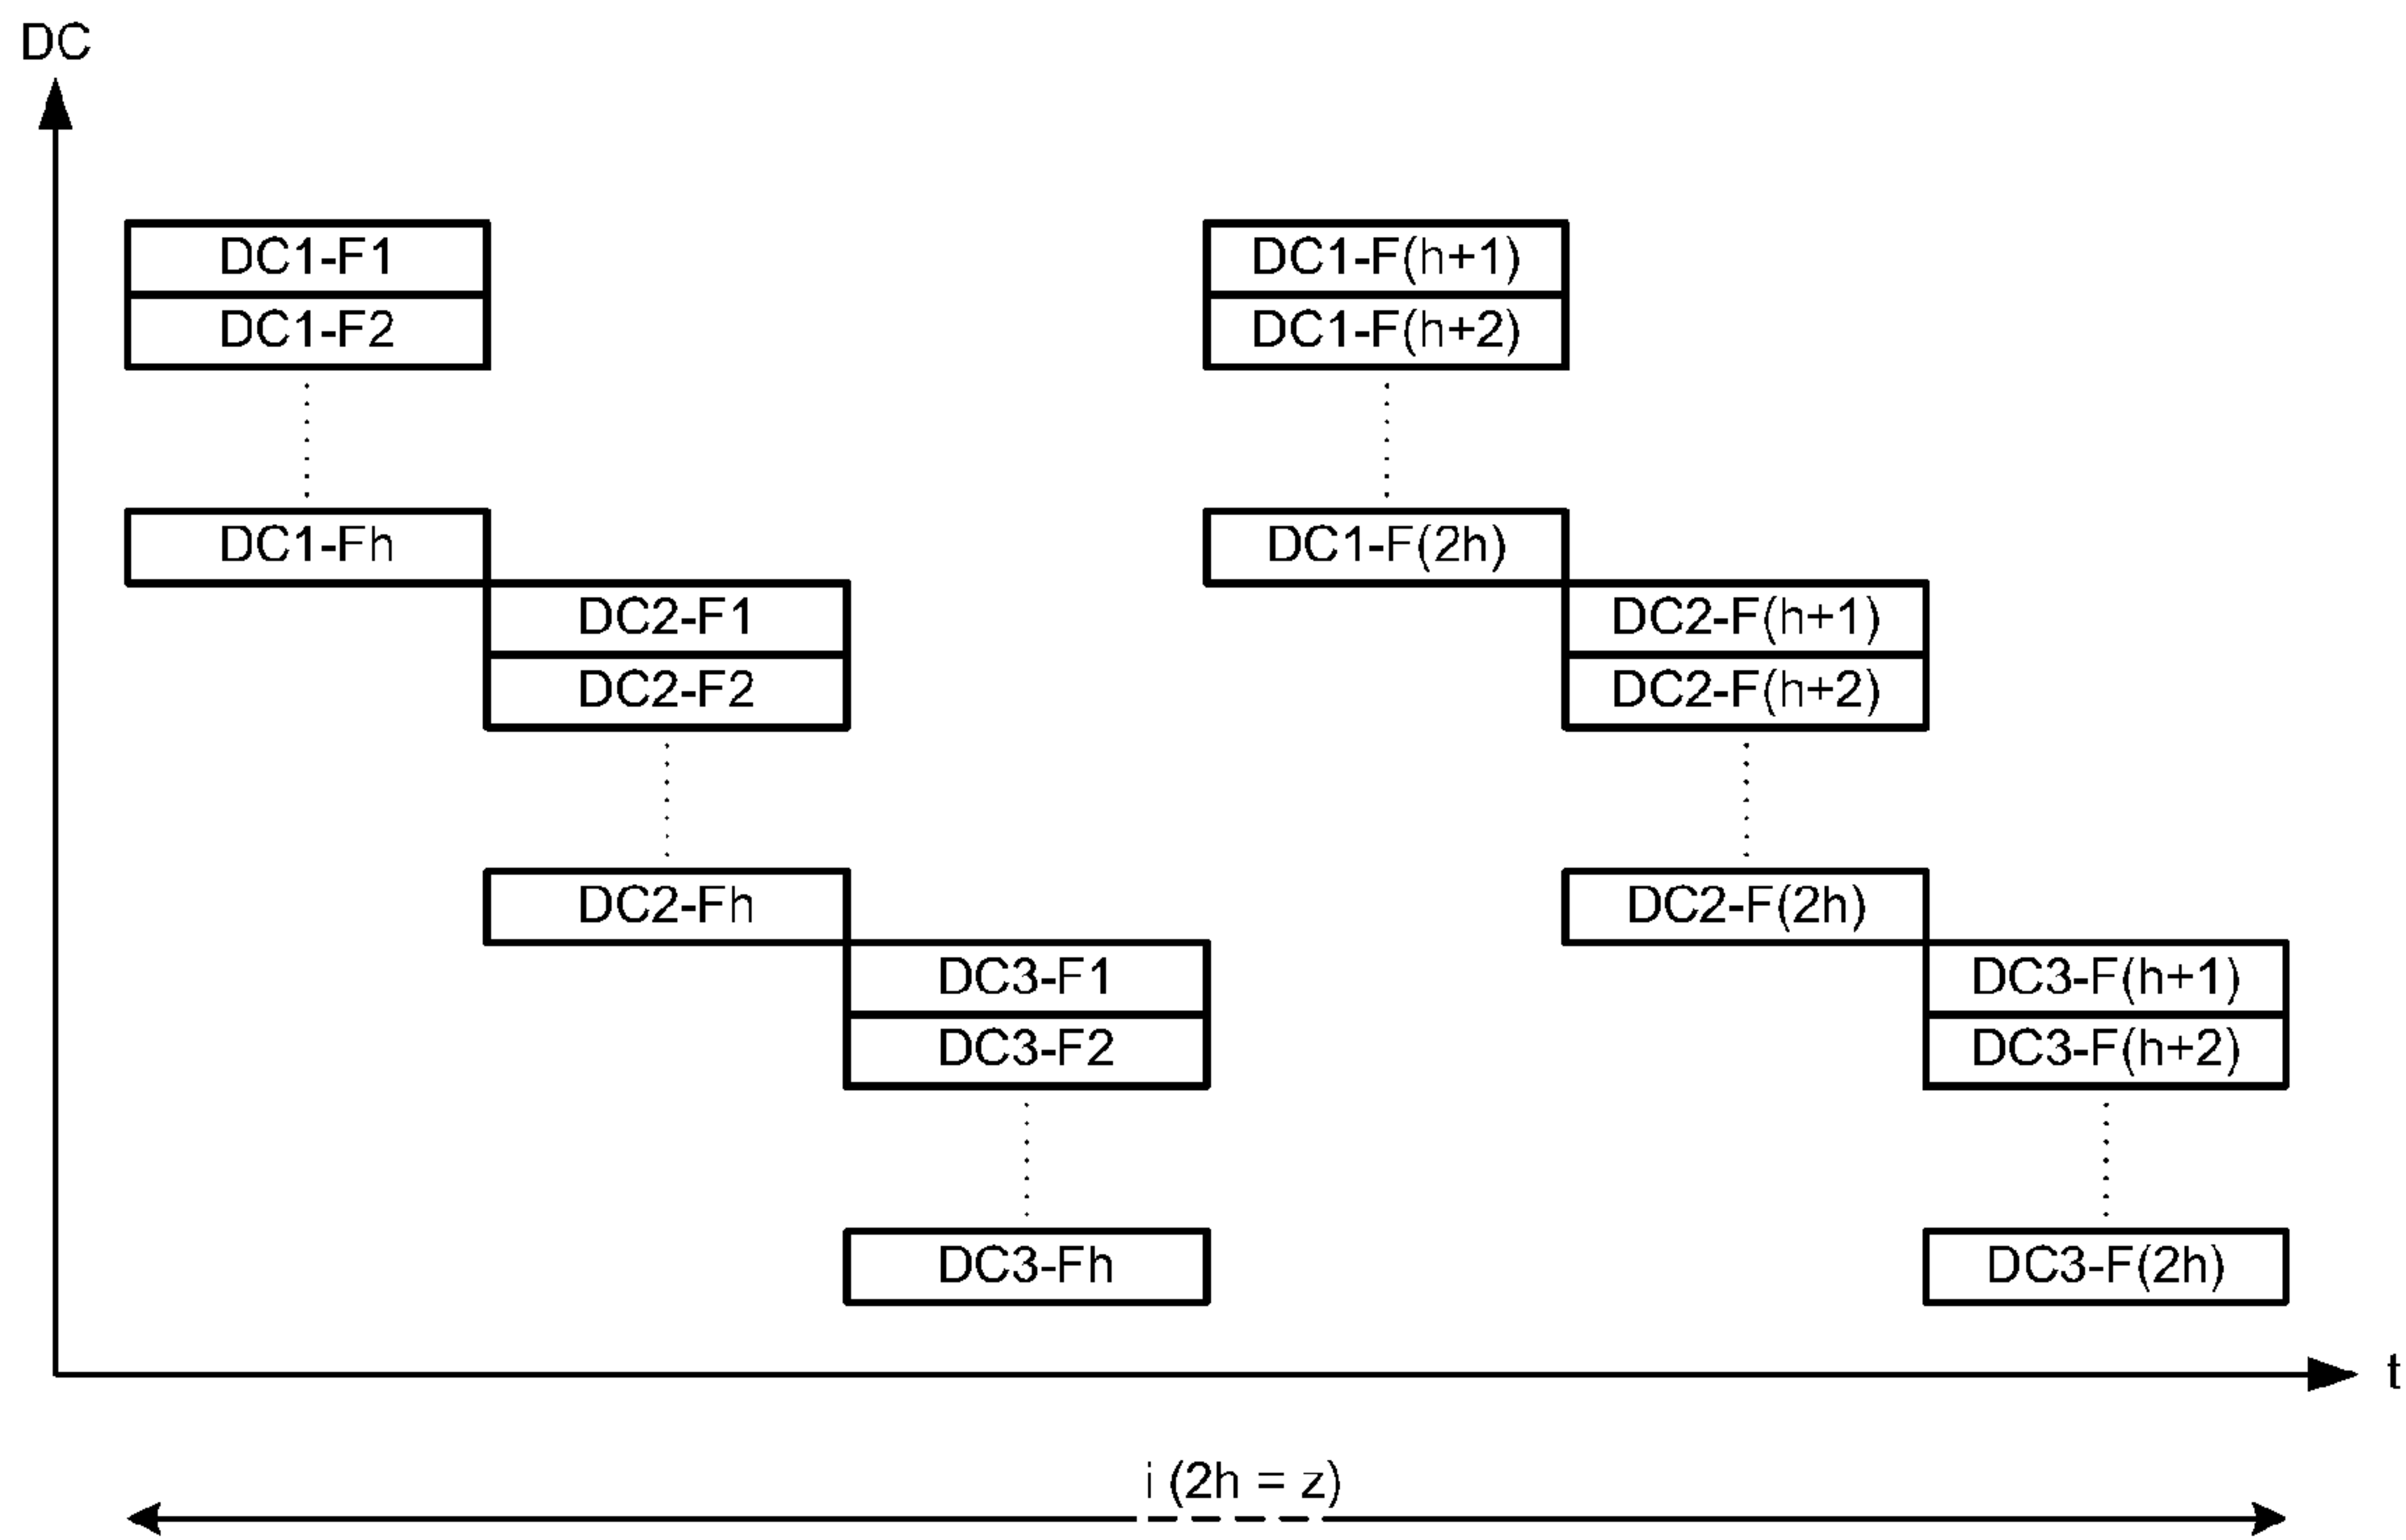 DC
DC1-F1
DC1-F(h+1)
DC1-F2
DC1-F(h+2)
DC1-Fh
DC1-F(2h)
DC2-F1
DC2-F(h+1)
DC2-F2
DC2-F(h+2)
DC2-Fh
DC2-F(2h)
DC3-F1
DC3-F(h+1)
DC3-F2
DC3-F(h+2)
DC3-Fh
DC3-F(2h)
t
i (2h = z)